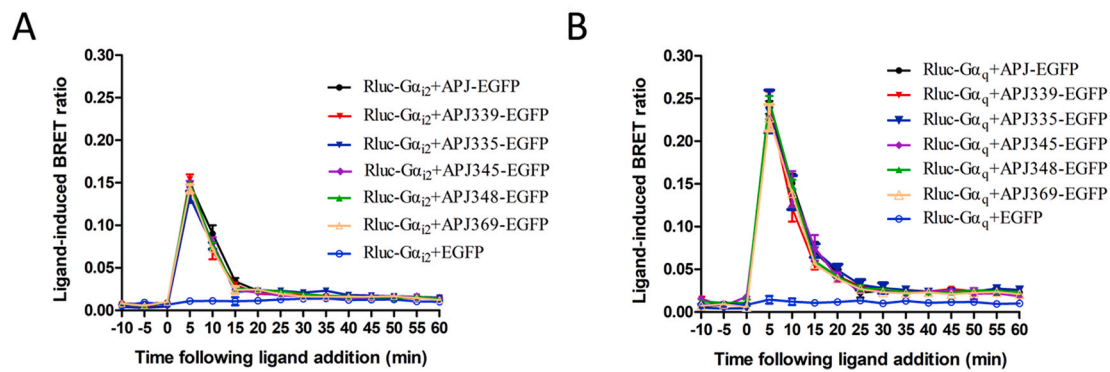 A
Ligand-induced BRET ratio
0.30
0.25
0.20
0.15
0.10
0.05
0.00
-10 -5 0 5 10 15 20 25 30 35 40 45 50 55 60
Time following ligand addition (min)
Rluc-Gαi2+APJ-EGFP
Rluc-Gαi2+APJ339-EGFP
Rluc-Gαi2+APJ335-EGFP
Rluc-Gαi2+APJ345-EGFP
Rluc-Gαi2+APJ348-EGFP
Rluc-Gαi2+APJ369-EGFP
Rluc-Gαi2+EGFP
B
Ligand-induced BRET ratio
0.30
0.25
0.20
0.15
0.10
0.05
0.00
-10 -5 0 5 10 15 20 25 30 35 40 45 50 55 60
Time following ligand addition (min)
Rluc-Gαq+APJ-EGFP
Rluc-Gαq+APJ339-EGFP
Rluc-Gαq+APJ335-EGFP
Rluc-Gαq+APJ345-EGFP
Rluc-Gαq+APJ348-EGFP
Rluc-Gαq+APJ369-EGFP
Rluc-Gαq+EGFP